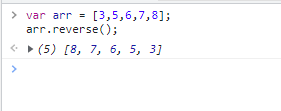 > var arr = [3,5,6,7,8];
arr.reverse();
<· ▶ (5) [8, 7, 6, 5, 3]
>